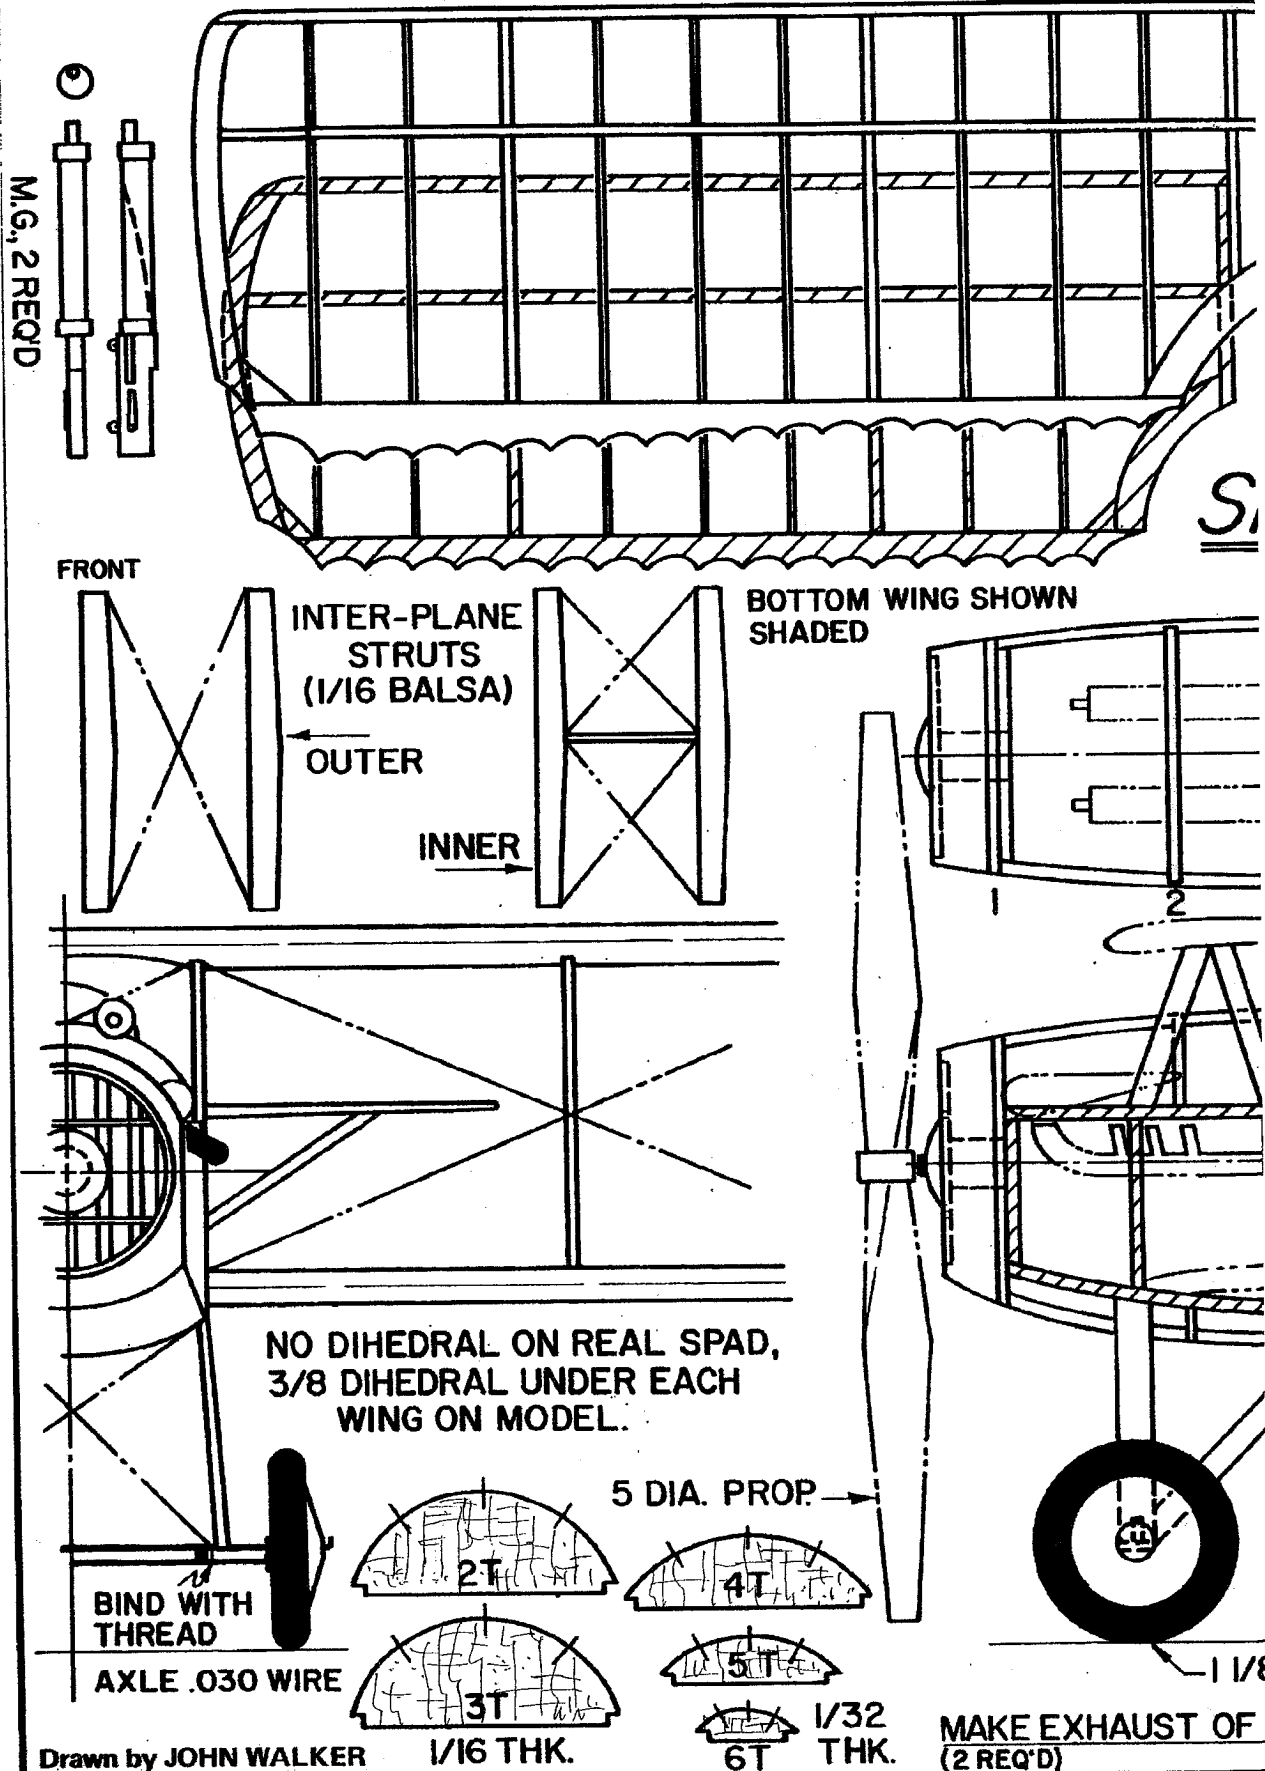 M.G., 2 REQ'D
FRONT
INTER-PLANE
STRUTS
(1/16 BALSA)
OUTER
INNER
BOTTOM WING SHOWN
SHADED
1
2
NO DIHEDRAL ON REAL SPAD,
3/8 DIHEDRAL UNDER EACH
WING ON MODEL.
5 DIA. PROP.
BIND WITH
THREAD
AXLE .030 WIRE
2T
4T
3T
5T
6T
1/16 THK.
1/32
THK.
1 1/8
MAKE EXHAUST OF
(2 REQ'D)
Drawn by JOHN WALKER